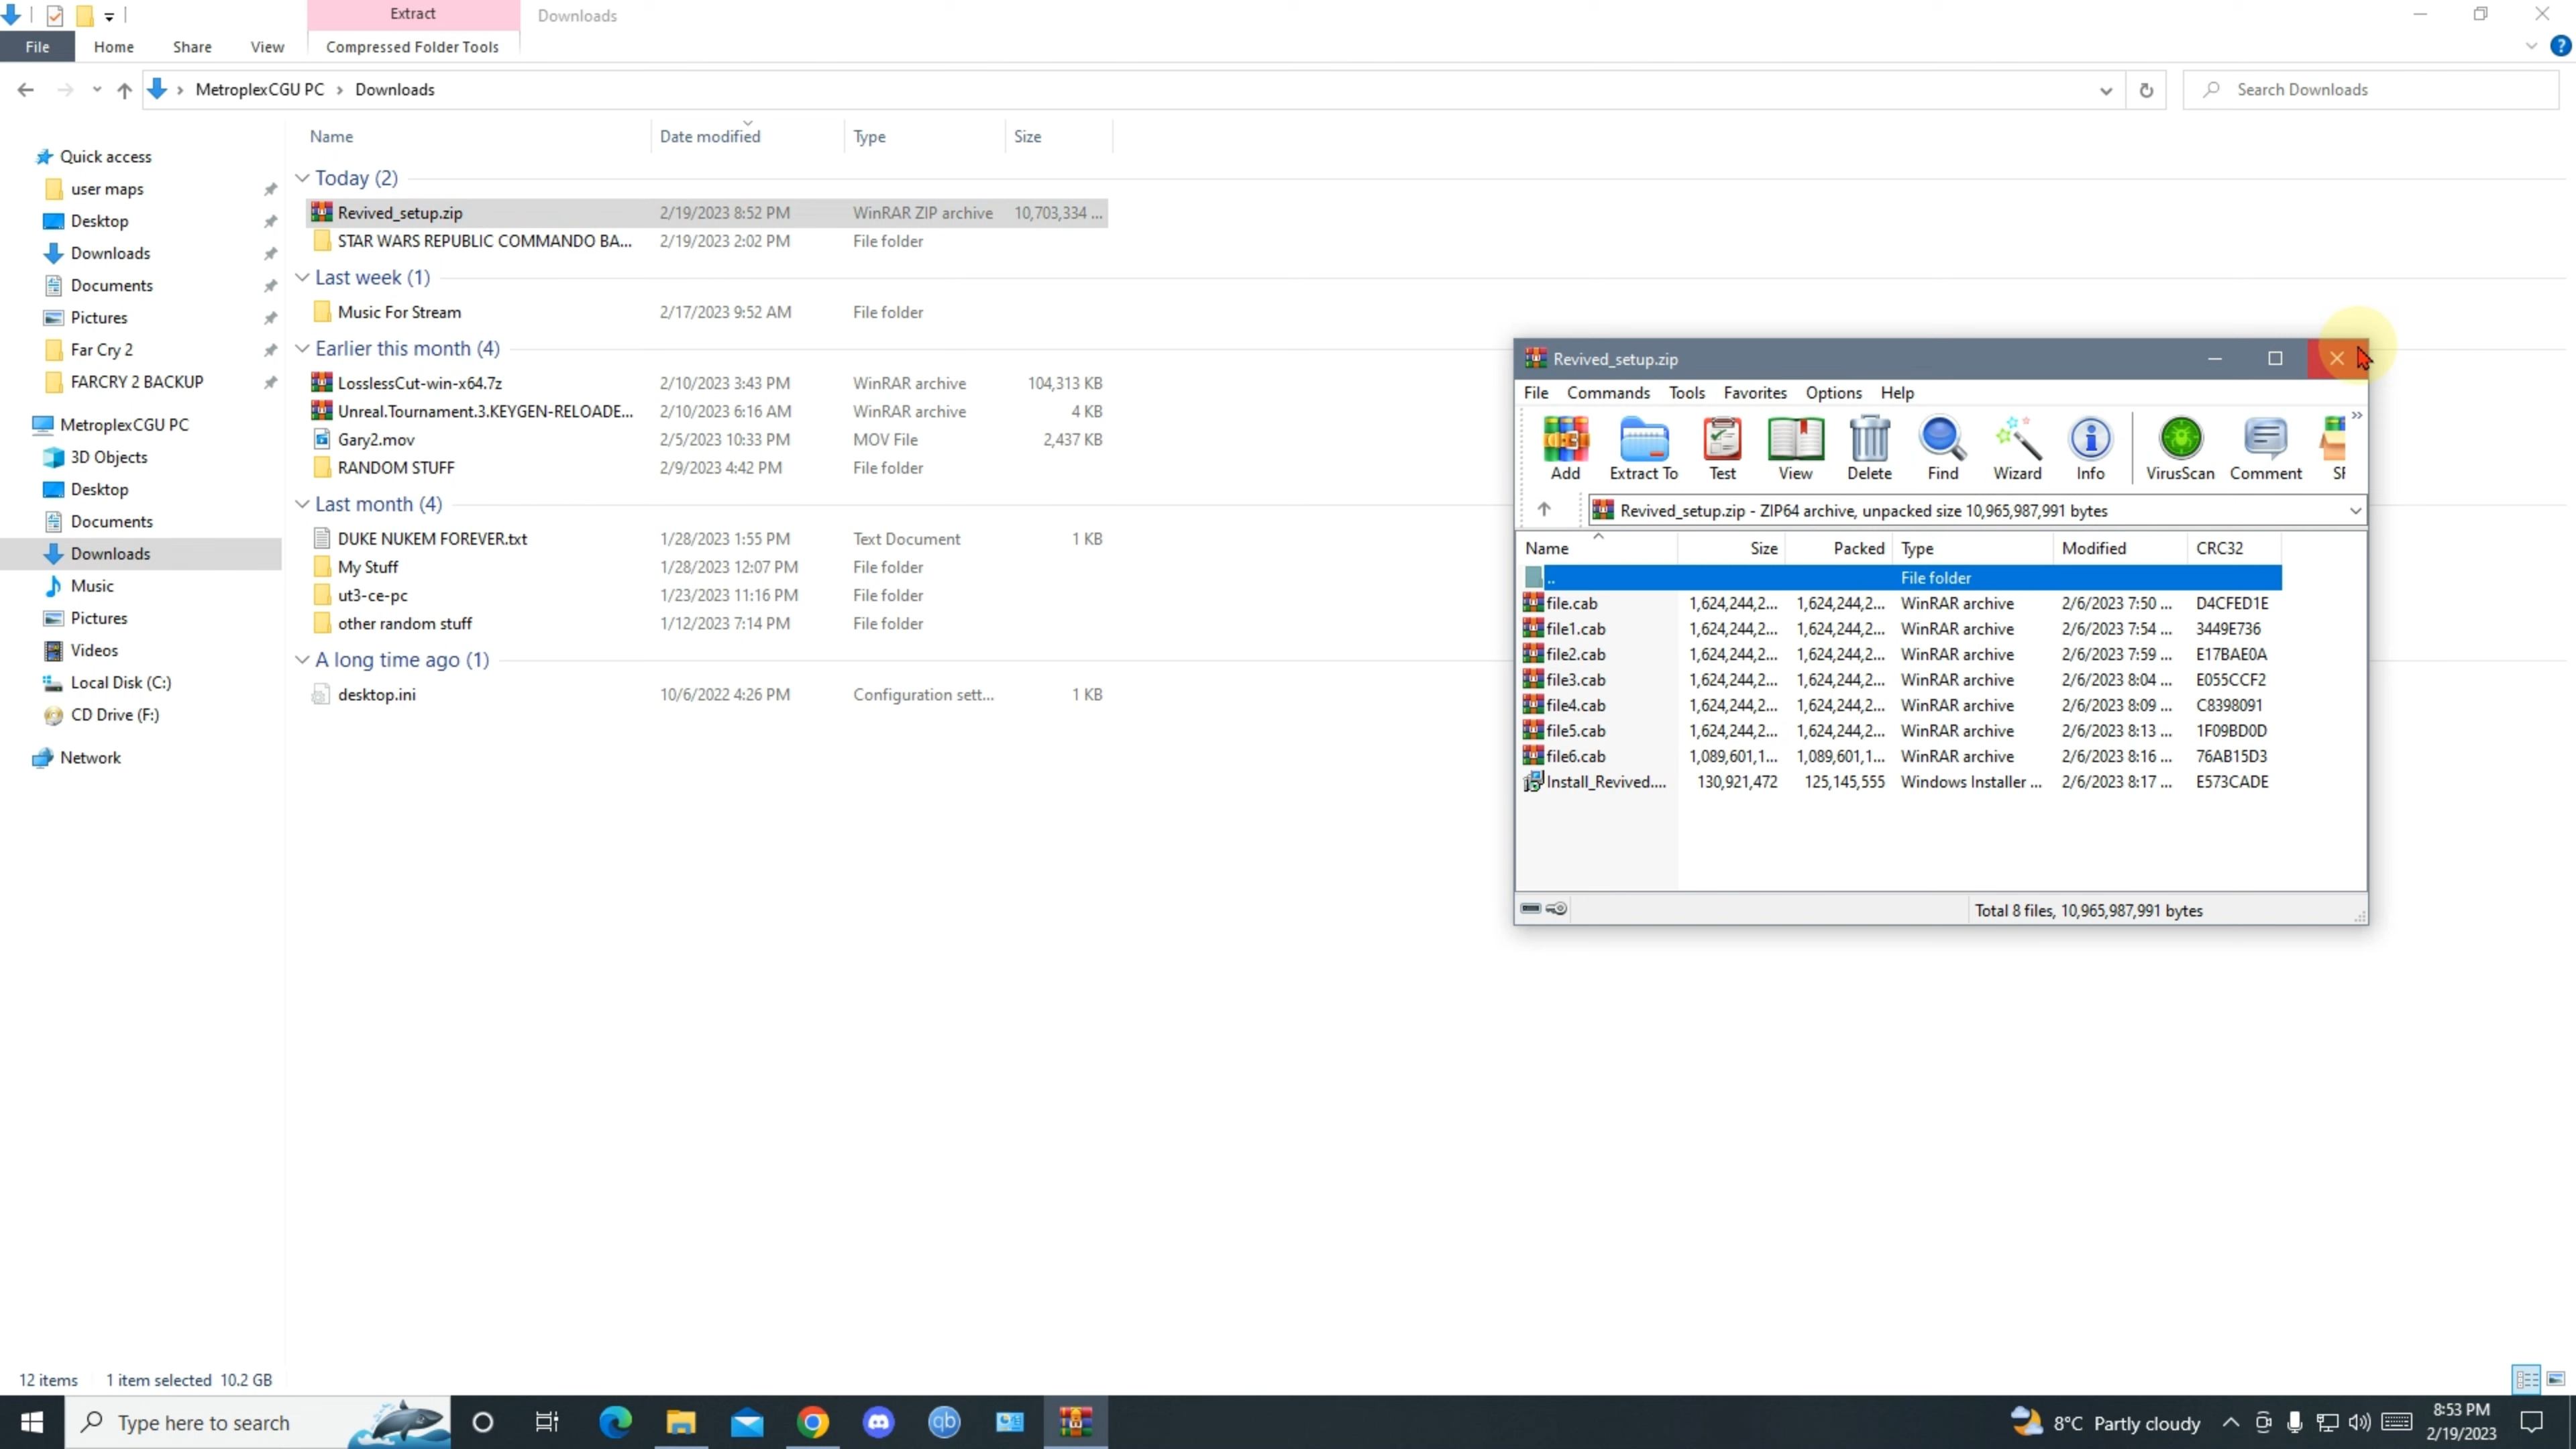 Extract
Downloads
File Home Share View Compressed Folder Tools
MetroplexCGU PC > Downloads
Search Downloads
Name Date modified Type Size
Quick access
user maps
Desktop
Downloads
Documents
Pictures
Far Cry 2
FARCRY 2 BACKUP
MetroplexCGU PC
3D Objects
Desktop
Documents
Downloads
Music
Pictures
Videos
Local Disk (C:)
CD Drive (F:)
Network
Today (2)
Revived_setup.zip 2/19/2023 8:52 PM WinRAR ZIP archive 10,703,334 ...
STAR WARS REPUBLIC COMMANDO BA... 2/19/2023 2:02 PM File folder
Last week (1)
Music For Stream 2/17/2023 9:52 AM File folder
Earlier this month (4)
LosslessCut-win-x64.7z 2/10/2023 3:43 PM WinRAR archive 104,313 KB
Unreal.Tournament.3.KEYGEN-RELOADE... 2/10/2023 6:16 AM WinRAR archive 4 KB
Gary2.mov 2/5/2023 10:33 PM MOV File 2,437 KB
RANDOM STUFF 2/9/2023 4:42 PM File folder
Last month (4)
DUKE NUKEM FOREVER.txt 1/28/2023 1:55 PM Text Document 1 KB
My Stuff 1/28/2023 12:07 PM File folder
ut3-ce-pc 1/23/2023 11:16 PM File folder
other random stuff 1/12/2023 7:14 PM File folder
A long time ago (1)
desktop.ini 10/6/2022 4:26 PM Configuration sett... 1 KB
Revived_setup.zip
File Commands Tools Favorites Options Help
Add Extract To Test View Delete Find Wizard Info VirusScan Comment SF
Revived_setup.zip - ZIP64 archive, unpacked size 10,965,987,991 bytes
Name Size Packed Type Modified CRC32
.. File folder
file.cab 1,624,244,2... 1,624,244,2... WinRAR archive 2/6/2023 7:50 ... D4CFED1E
file1.cab 1,624,244,2... 1,624,244,2... WinRAR archive 2/6/2023 7:54 ... 3449E736
file2.cab 1,624,244,2... 1,624,244,2... WinRAR archive 2/6/2023 7:59 ... E17BAE0A
file3.cab 1,624,244,2... 1,624,244,2... WinRAR archive 2/6/2023 8:04 ... E055CCF2
file4.cab 1,624,244,2... 1,624,244,2... WinRAR archive 2/6/2023 8:09 ... C8398091
file5.cab 1,624,244,2... 1,624,244,2... WinRAR archive 2/6/2023 8:13 ... 1F09BD0D
file6.cab 1,089,601,1... 1,089,601,1... WinRAR archive 2/6/2023 8:16 ... 76AB15D3
Install_Revived.... 130,921,472 125,145,555 Windows Installer ... 2/6/2023 8:17 ... E573CADE
Total 8 files, 10,965,987,991 bytes
12 items 1 item selected 10.2 GB
Type here to search
qb
8°C Partly cloudy
8:53 PM
2/19/2023